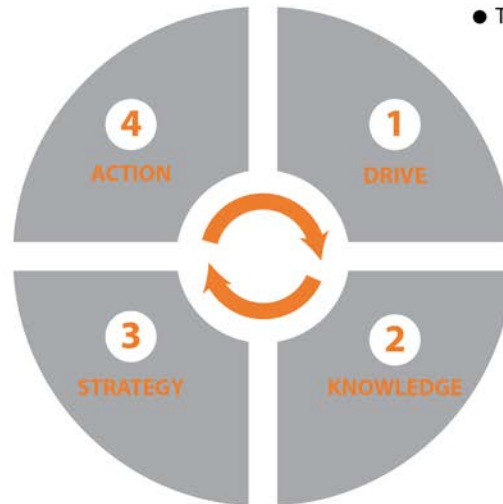 ● T
4
1
ACTION
DRIVE
3
2
STRATEGY
KNOWLEDGE